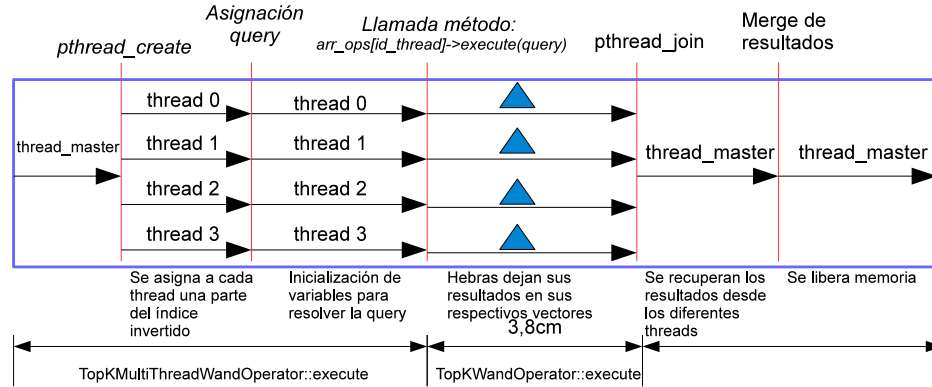 Asignación
query
Llamada método:
arr_ops[id_thread]->execute(query)
Merge de
resultados
pthread_create
pthread_join
thread 0
thread 0
thread_master
thread 1
thread 1
thread_master
thread_master
thread 2
thread 2
thread 3
thread 3
Se asigna a cada
thread una parte
del índice
invertido
Inicialización de
variables para
resolver la query
Hebras dejan sus
resultados en sus
respectivos vectores
Se recuperan los
resultados desde
los diferentes
threads
Se libera memoria
3,8cm
TopKMultiThreadWandOperator::execute
TopKWandOperator::execute